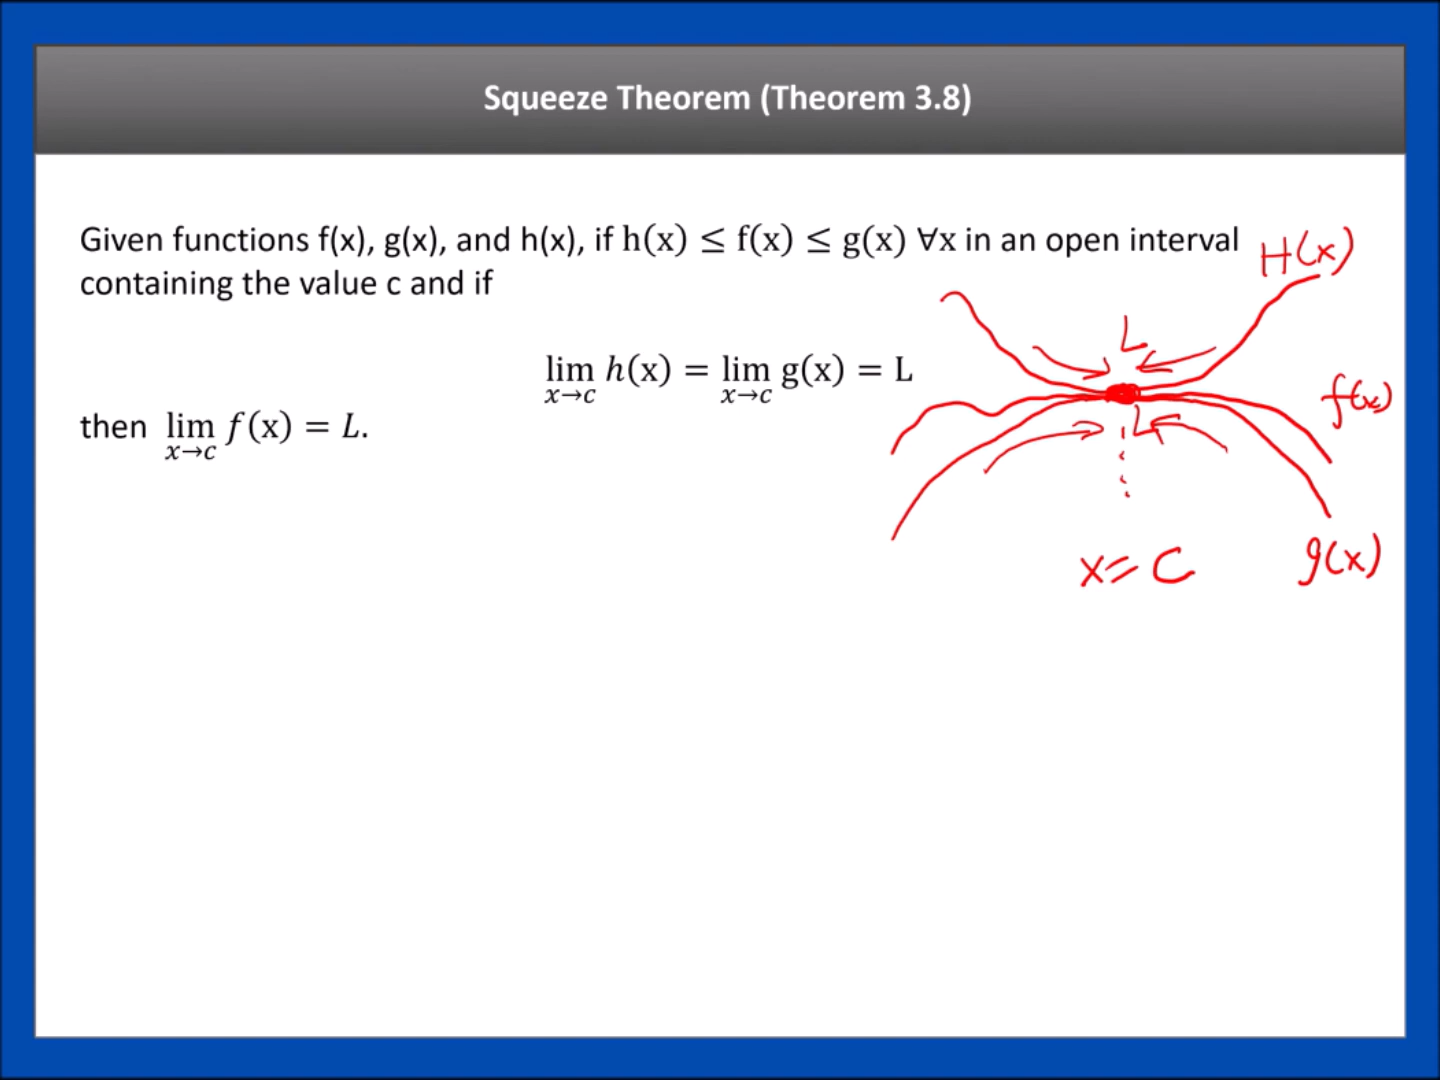 Squeeze Theorem (Theorem 3.8)
Given functions f(x), g(x), and h(x), if h(x) ≤ f(x) ≤ g(x) ∀x in an open interval
containing the value c and if
H(x)
L
lim h(x) = lim g(x) = L
x→c x→c
f(x)
then lim f(x) = L.
x→c
L
x = C
g(x)